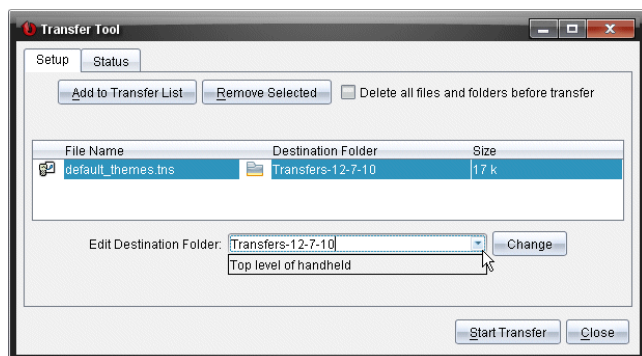 Transfer Tool
Setup Status
Add to Transfer List Remove Selected Delete all files and folders before transfer
File Name Destination Folder Size
default_themes.tns Transfers-12-7-10 17 k
Edit Destination Folder: Transfers-12-7-10 Change
Top level of handheld
Start Transfer Close